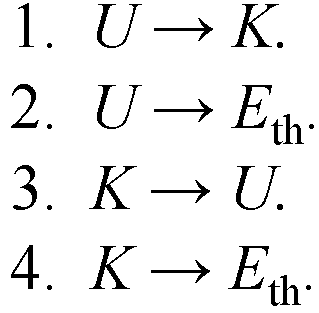 1. U → K.
2. U → E_th.
3. K → U.
4. K → E_th.